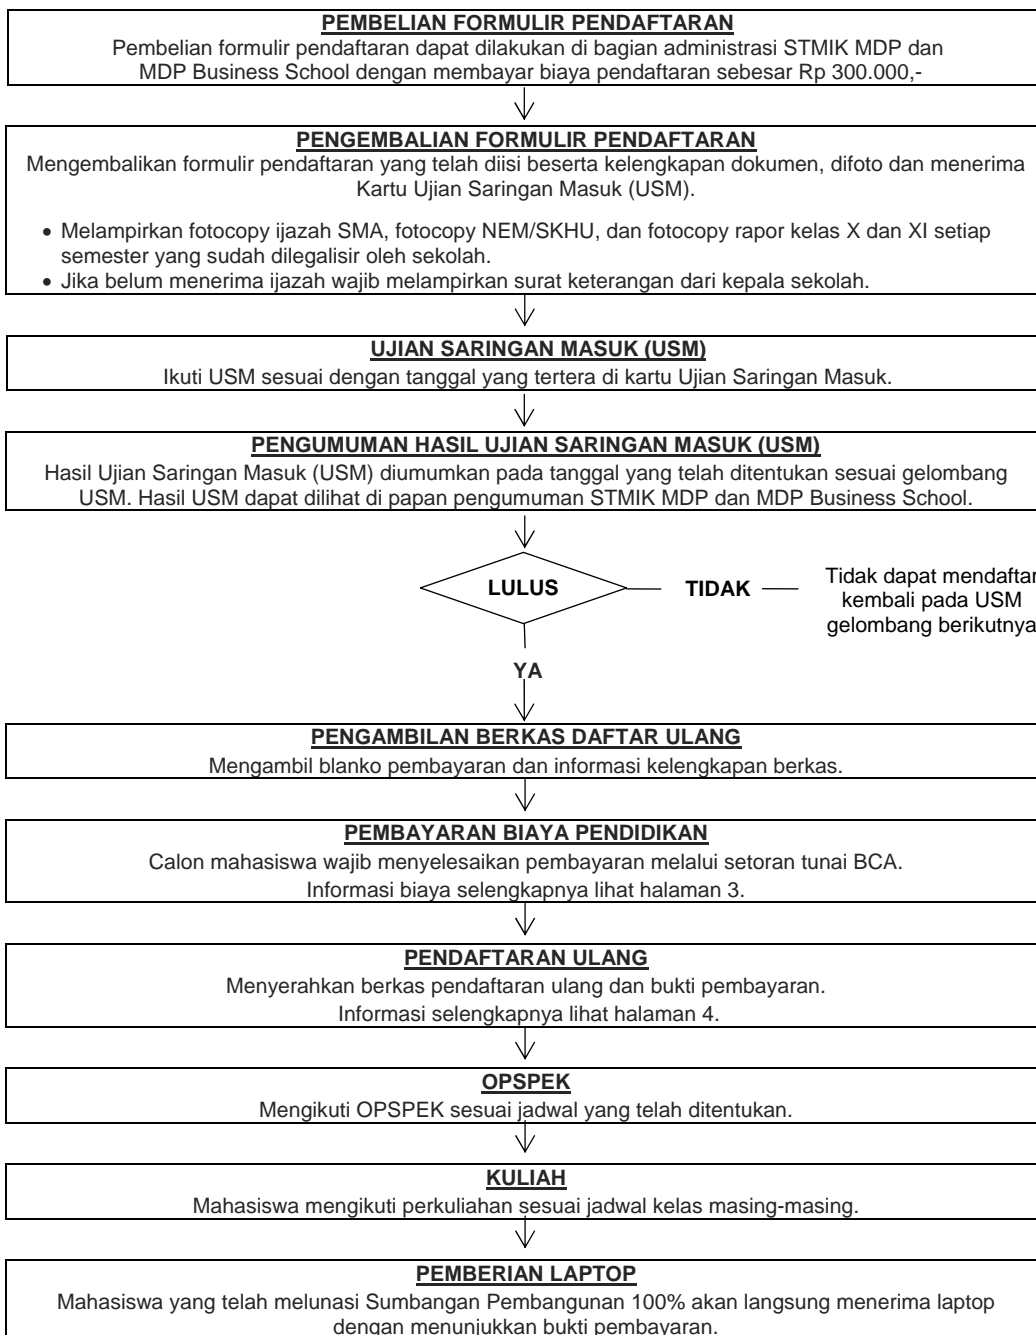 PEMBELIAN FORMULIR PENDAFTARAN
Pembelian formulir pendaftaran dapat dilakukan di bagian administrasi STMIK MDP dan
MDP Business School dengan membayar biaya pendaftaran sebesar Rp 300.000,-
PENGEMBALIAN FORMULIR PENDAFTARAN
Mengembalikan formulir pendaftaran yang telah diisi beserta kelengkapan dokumen, difoto dan menerima
Kartu Ujian Saringan Masuk (USM).
• Melampirkan fotocopy ijazah SMA, fotocopy NEM/SKHU, dan fotocopy rapor kelas X dan XI setiap
semester yang sudah dilegalisir oleh sekolah.
• Jika belum menerima ijazah wajib melampirkan surat keterangan dari kepala sekolah.
UJIAN SARINGAN MASUK (USM)
Ikuti USM sesuai dengan tanggal yang tertera di kartu Ujian Saringan Masuk.
PENGUMUMAN HASIL UJIAN SARINGAN MASUK (USM)
Hasil Ujian Saringan Masuk (USM) diumumkan pada tanggal yang telah ditentukan sesuai gelombang
USM. Hasil USM dapat dilihat di papan pengumuman STMIK MDP dan MDP Business School.
LULUS
TIDAK
Tidak dapat mendaftar
kembali pada USM
gelombang berikutnya
YA
PENGAMBILAN BERKAS DAFTAR ULANG
Mengambil blanko pembayaran dan informasi kelengkapan berkas.
PEMBAYARAN BIAYA PENDIDIKAN
Calon mahasiswa wajib menyelesaikan pembayaran melalui setoran tunai BCA.
Informasi biaya selengkapnya lihat halaman 3.
PENDAFTARAN ULANG
Menyerahkan berkas pendaftaran ulang dan bukti pembayaran.
Informasi selengkapnya lihat halaman 4.
OPSPEK
Mengikuti OPSPEK sesuai jadwal yang telah ditentukan.
KULIAH
Mahasiswa mengikuti perkuliahan sesuai jadwal kelas masing-masing.
PEMBERIAN LAPTOP
Mahasiswa yang telah melunasi Sumbangan Pembangunan 100% akan langsung menerima laptop
dengan menunjukkan bukti pembayaran.